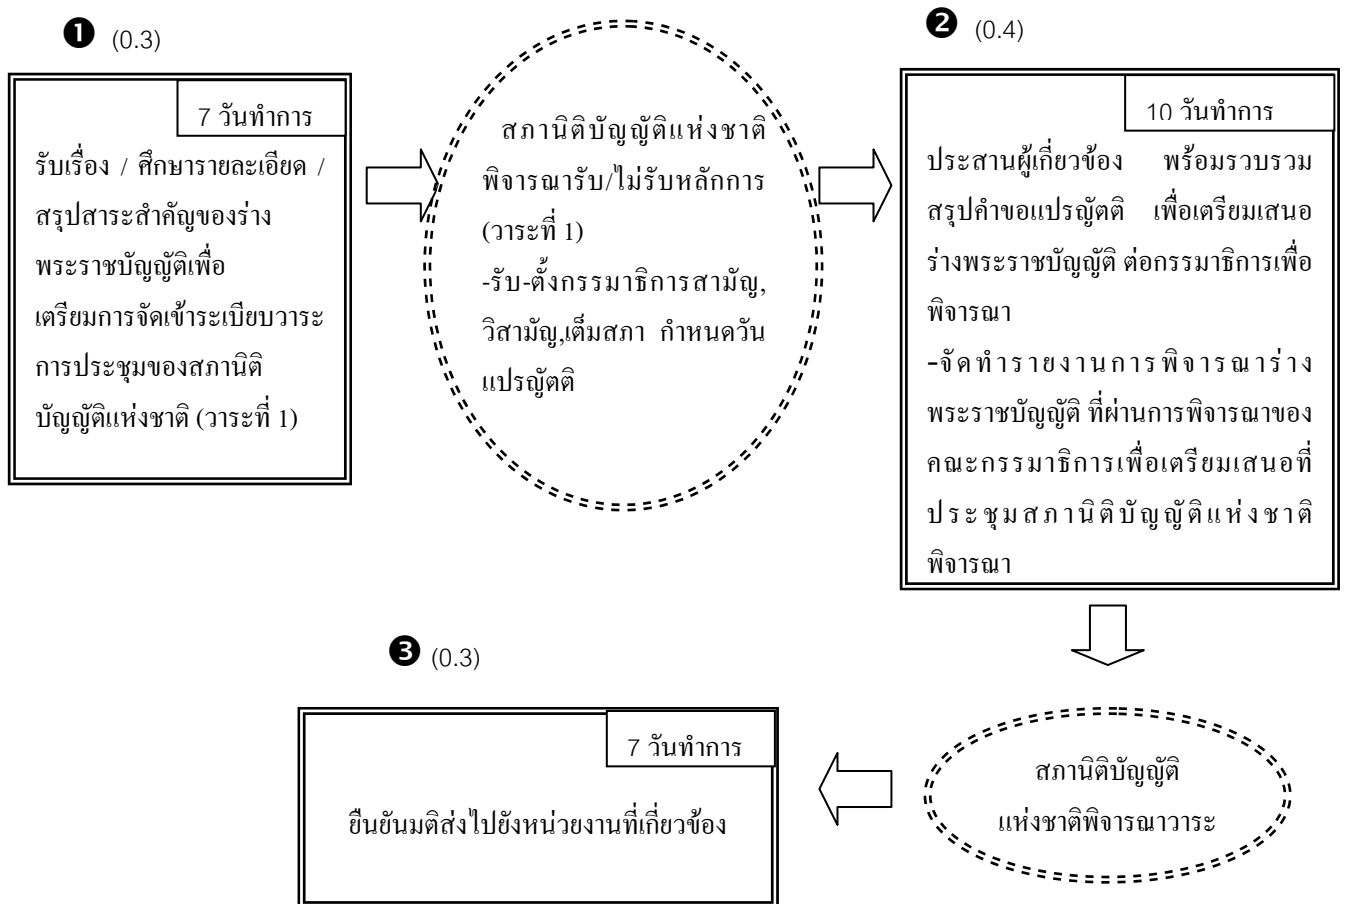 ❶ (0.3)
7 วันทำการ
รับเรื่อง / ศึกษารายละเอียด /
สรุปสาระสำคัญของร่าง
พระราชบัญญัติเพื่อ
เตรียมการจัดเข้าระเบียบวาระ
การประชุมของสภานิติ
บัญญัติแห่งชาติ (วาระที่ 1)
สภานิติบัญญัติแห่งชาติ
พิจารณารับ/ไม่รับหลักการ
(วาระที่ 1)
-รับ-ตั้งกรรมาธิการสามัญ,
วิสามัญ,เต็มสภา กำหนดวัน
แปรญัตติ
❷ (0.4)
10 วันทำการ
ประสานผู้เกี่ยวข้อง พร้อมรวบรวม
สรุปคำขอแปรญัตติ เพื่อเตรียมเสนอ
ร่างพระราชบัญญัติ ต่อกรรมาธิการเพื่อ
พิจารณา
-จัดทำรายงานการพิจารณาร่าง
พระราชบัญญัติ ที่ผ่านการพิจารณาของ
คณะกรรมาธิการเพื่อเตรียมเสนอที่
ประชุมสภานิติบัญญัติแห่งชาติ
พิจารณา
สภานิติบัญญัติ
แห่งชาติพิจารณาวาระ
❸ (0.3)
7 วันทำการ
ยืนยันมติส่งไปยังหน่วยงานที่เกี่ยวข้อง